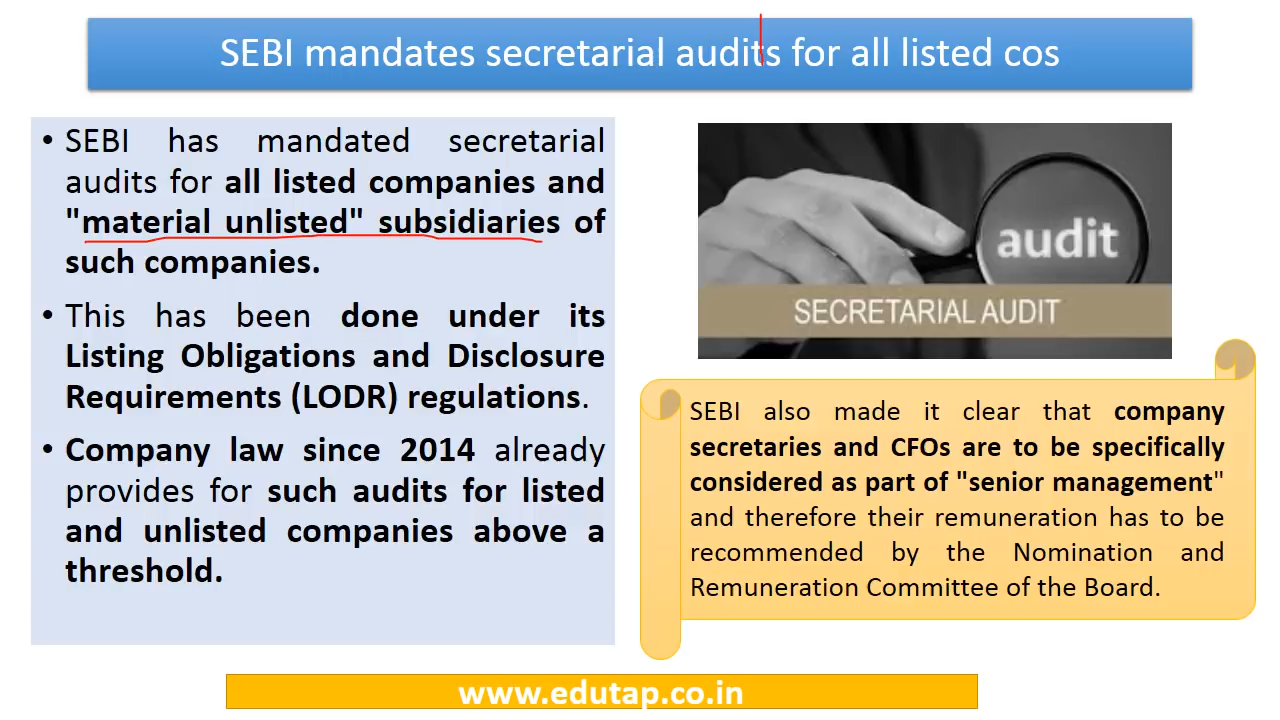 SEBI mandates secretarial audits for all listed cos
• SEBI has mandated secretarial
audits for all listed companies and
"material unlisted" subsidiaries of
such companies.
• This has been done under its
Listing Obligations and Disclosure
Requirements (LODR) regulations.
• Company law since 2014 already
provides for such audits for listed
and unlisted companies above a
threshold.
audit
SECRETARIAL AUDIT
SEBI also made it clear that company
secretaries and CFOs are to be specifically
considered as part of "senior management"
and therefore their remuneration has to be
recommended by the Nomination and
Remuneration Committee of the Board.
www.edutap.co.in